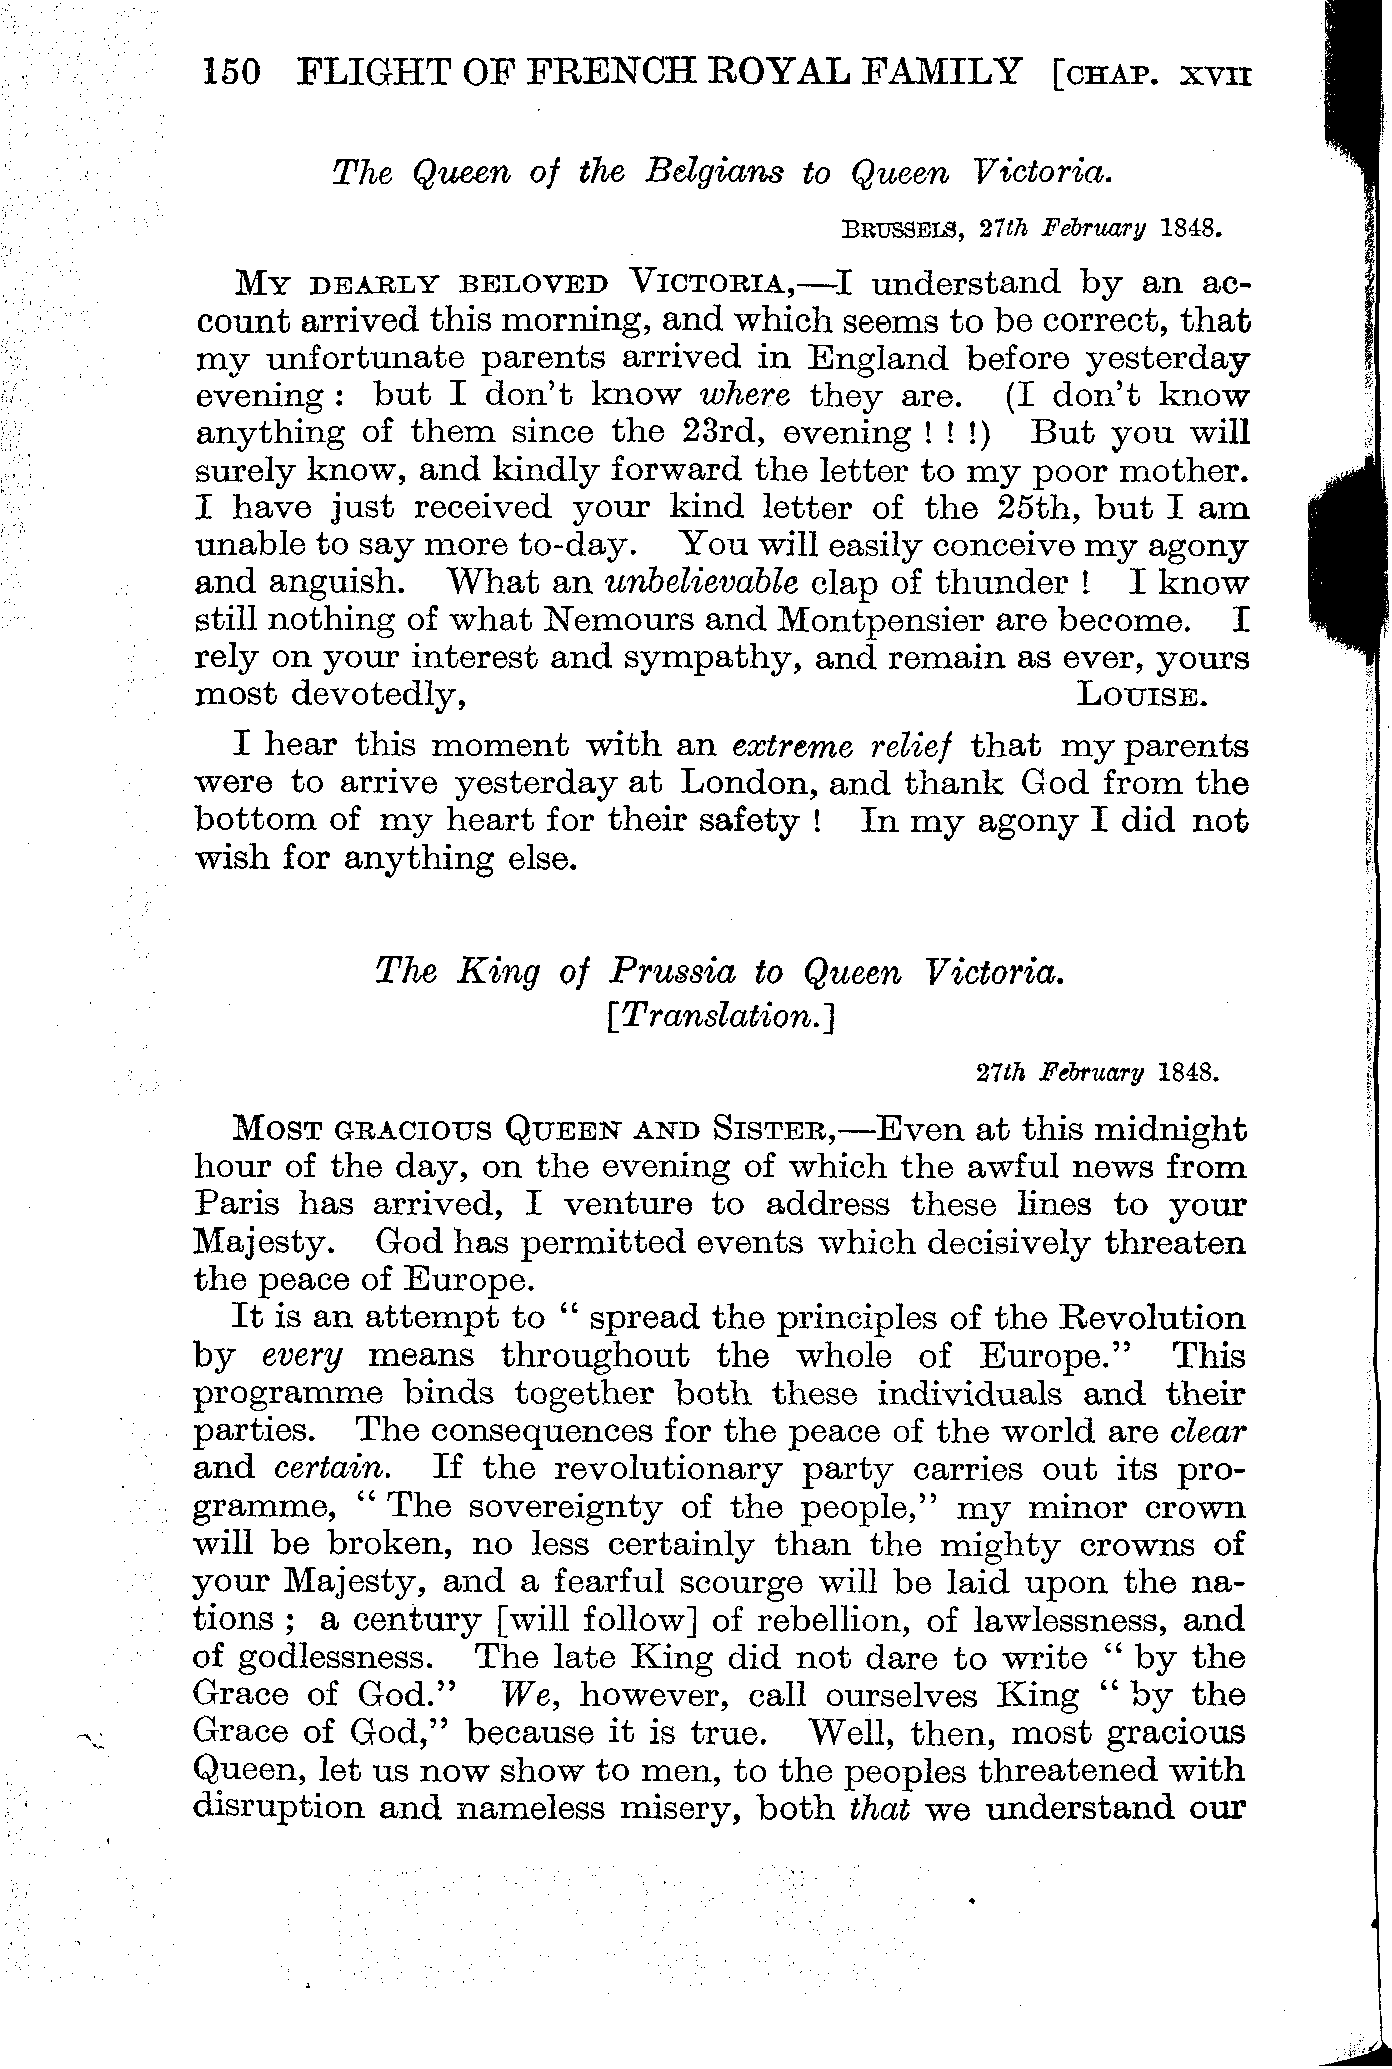 150 FLIGHT OF FRENCH ROYAL FAMILY [CHAP. XVII
The Queen of the Belgians to Queen Victoria.
BRUSSELS, 27th February 1848.
MY DEARLY BELOVED VICTORIA,—I understand by an ac-
count arrived this morning, and which seems to be correct, that
my unfortunate parents arrived in England before yesterday
evening : but I don't know where they are. (I don't know
anything of them since the 23rd, evening ! ! !) But you will
surely know, and kindly forward the letter to my poor mother.
I have just received your kind letter of the 25th, but I am
unable to say more to-day. You will easily conceive my agony
and anguish. What an unbelievable clap of thunder ! I know
still nothing of what Nemours and Montpensier are become. I
rely on your interest and sympathy, and remain as ever, yours
most devotedly, LOUISE.
I hear this moment with an extreme relief that my parents
were to arrive yesterday at London, and thank God from the
bottom of my heart for their safety ! In my agony I did not
wish for anything else.
The King of Prussia to Queen Victoria.
[Translation.]
27th February 1848.
MOST GRACIOUS QUEEN AND SISTER,—Even at this midnight
hour of the day, on the evening of which the awful news from
Paris has arrived, I venture to address these lines to your
Majesty. God has permitted events which decisively threaten
the peace of Europe.
It is an attempt to " spread the principles of the Revolution
by every means throughout the whole of Europe." This
programme binds together both these individuals and their
parties. The consequences for the peace of the world are clear
and certain. If the revolutionary party carries out its pro-
gramme, " The sovereignty of the people," my minor crown
will be broken, no less certainly than the mighty crowns of
your Majesty, and a fearful scourge will be laid upon the na-
tions ; a century [will follow] of rebellion, of lawlessness, and
of godlessness. The late King did not dare to write " by the
Grace of God." We, however, call ourselves King " by the
Grace of God," because it is true. Well, then, most gracious
Queen, let us now show to men, to the peoples threatened with
disruption and nameless misery, both that we understand our